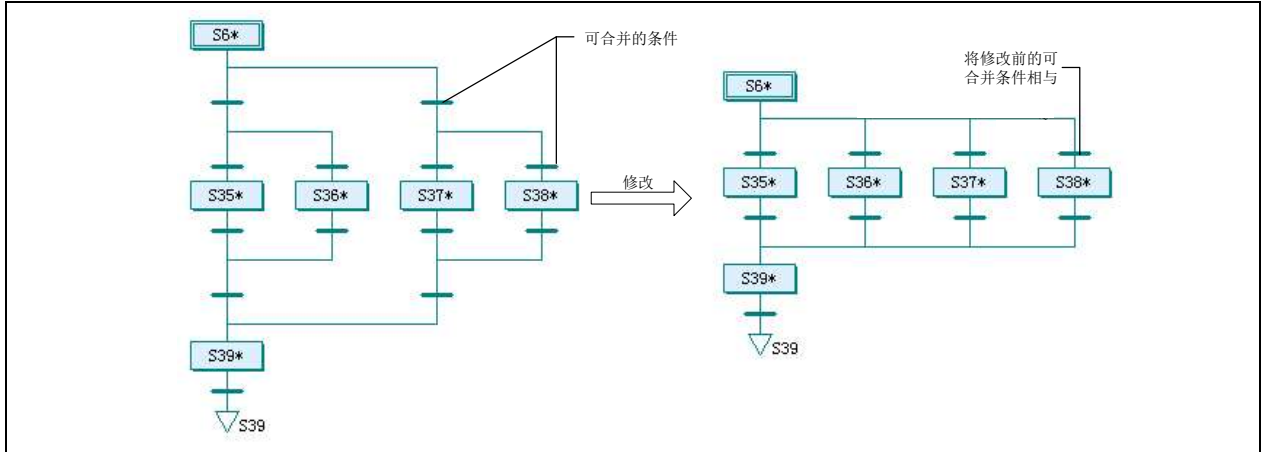 S6*
可合并的条件
S35*
S36*
S37*
S38*
S39*
S39
修改
将修改前的可
合并条件相与
S6*
S35*
S36*
S37*
S38*
S39*
S39